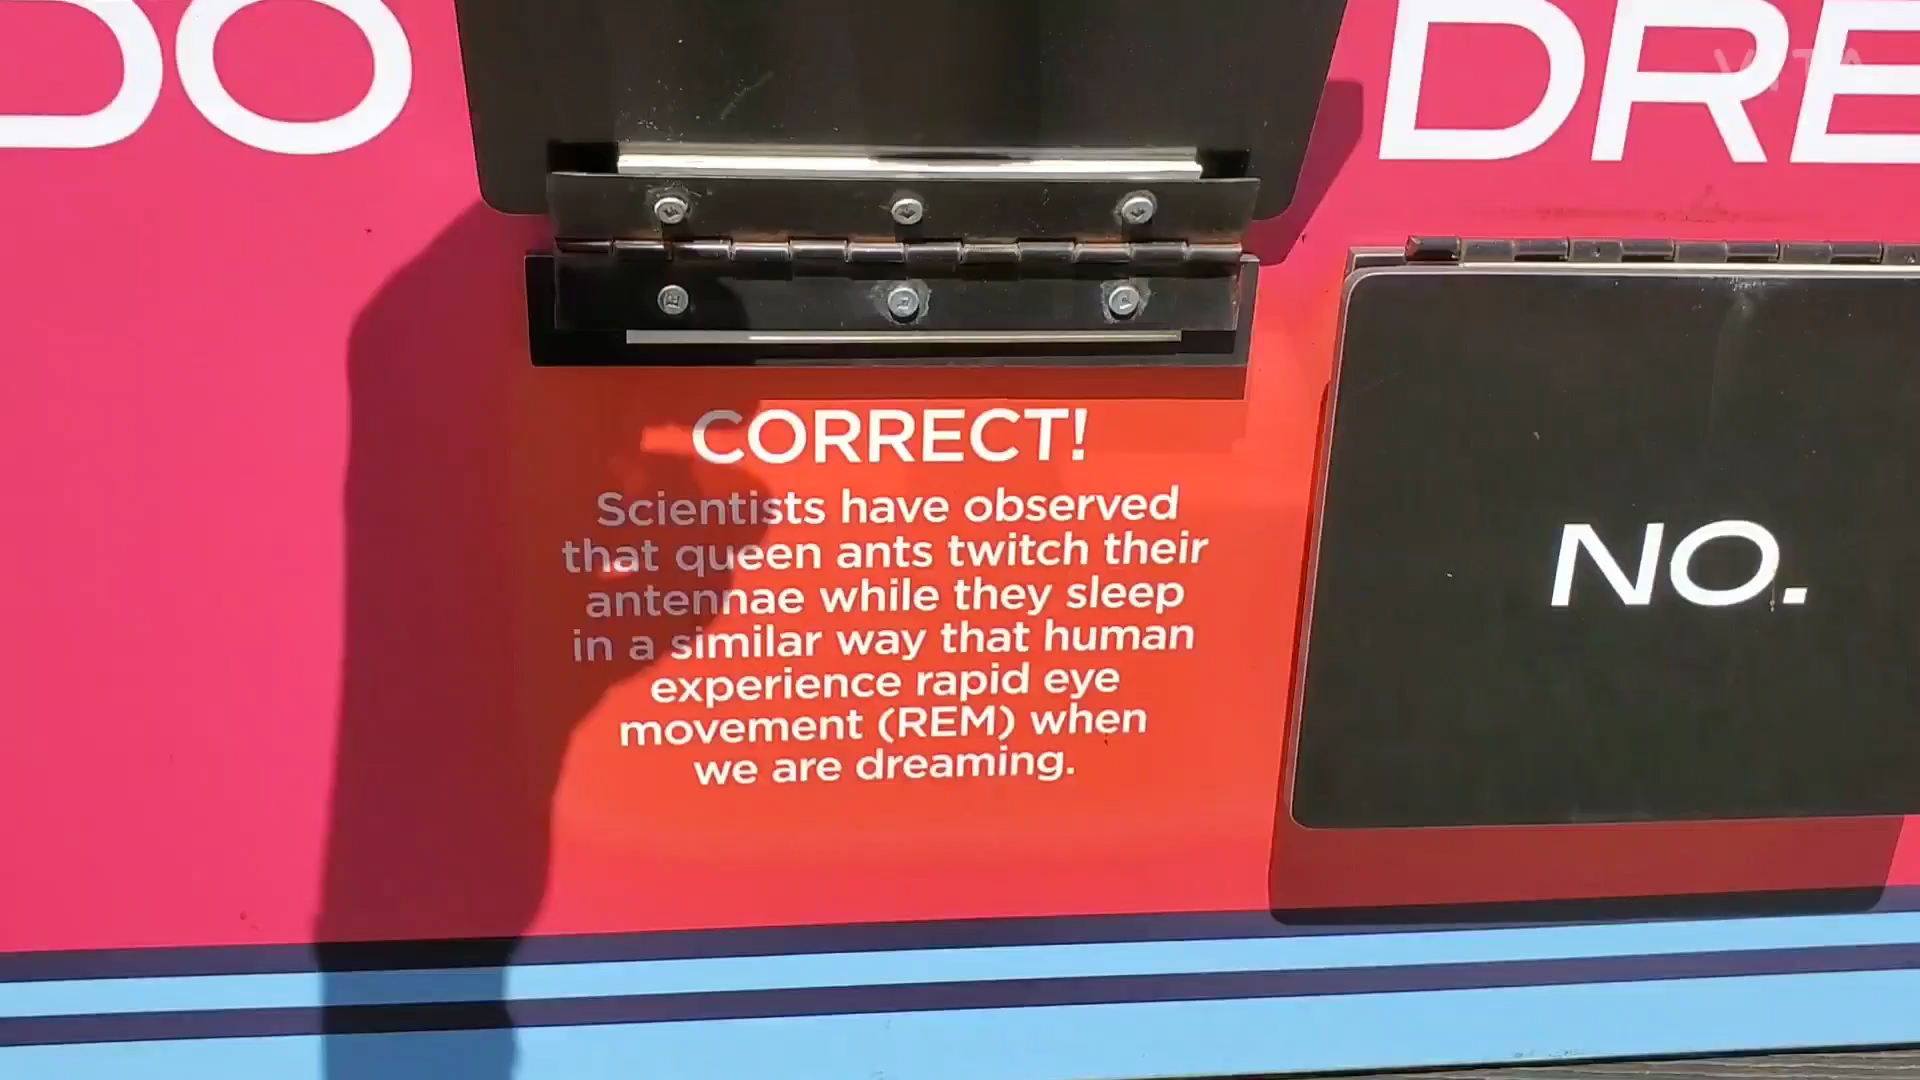 DO DRE
VITA
CORRECT!
Scientists have observed
that queen ants twitch their
antennae while they sleep
in a similar way that human
experience rapid eye
movement (REM) when
we are dreaming.
NO.